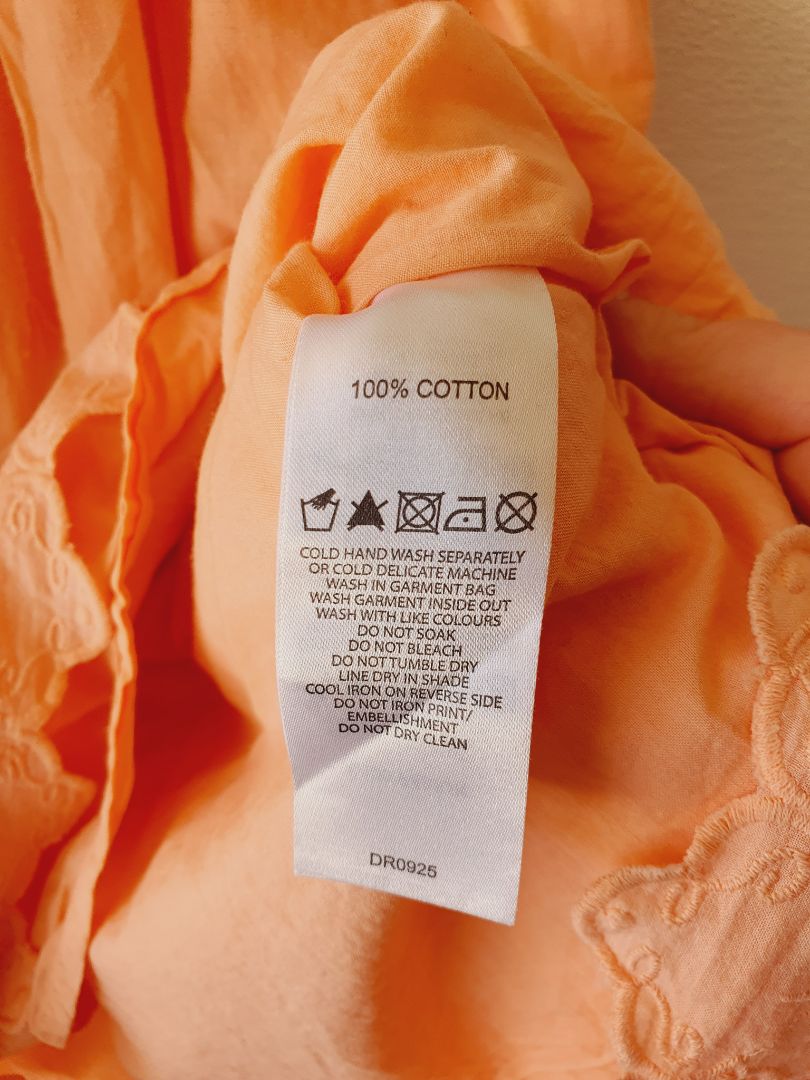 100% COTTON
COLD HAND WASH SEPARATELY
OR COLD DELICATE MACHINE
WASH IN GARMENT BAG
WASH GARMENT INSIDE OUT
WASH WITH LIKE COLOURS
DO NOT SOAK
DO NOT BLEACH
DO NOT TUMBLE DRY
LINE DRY IN SHADE
COOL IRON ON REVERSE SIDE
DO NOT IRON PRINT/
EMBELLISHMENT
DO NOT DRY CLEAN
DR0925